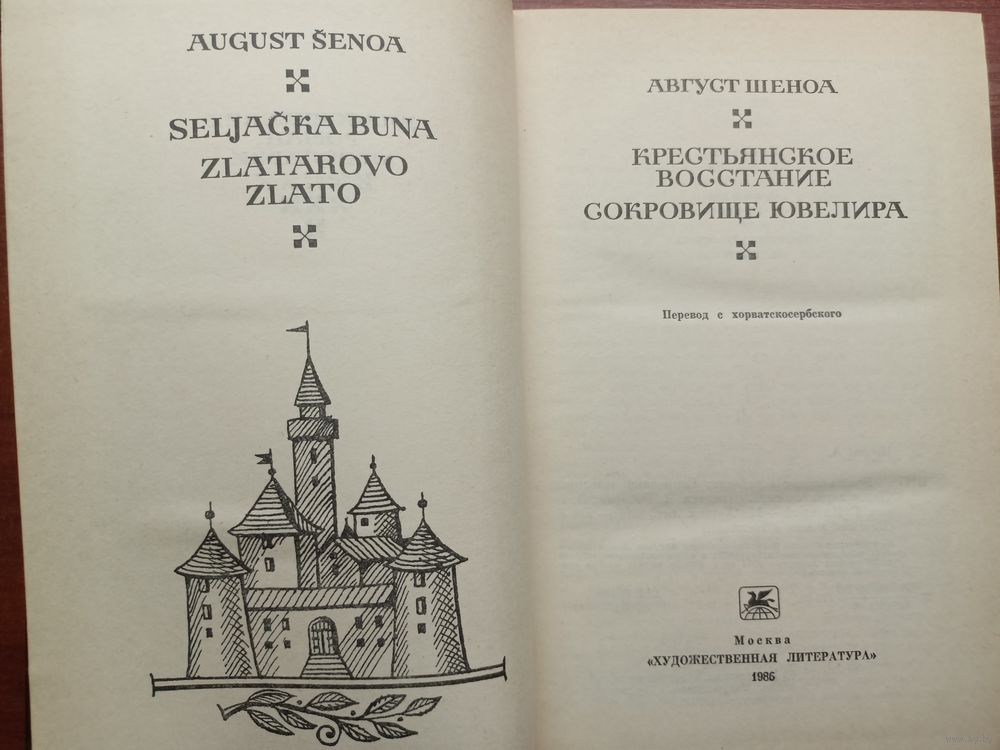 AUGUST ŠENOA
SELJAČKA BUNA
ZLATAROVO
ZLATO
АВГУСТ ШЕНОА
КРЕСТЬЯНСКОЕ
ВОССТАНИЕ
СОКРОВИЩЕ ЮВЕЛИРА
Перевод с хорватскосербского
Москва
«ХУДОЖЕСТВЕННАЯ ЛИТЕРАТУРА»
1986